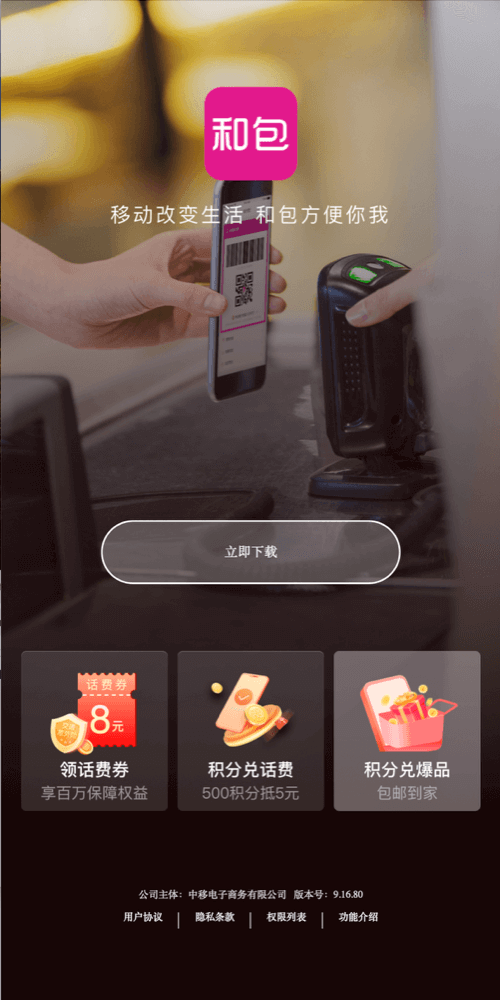 和包
移动改变生活 和包方便你我
立即下载
话费券
8元
领话费券
享百万保障权益
积分兑话费
500积分抵5元
积分兑爆品
包邮到家
公司主体：中移电子商务有限公司 版本号：9.16.80
用户协议 | 隐私条款 | 权限列表 | 功能介绍